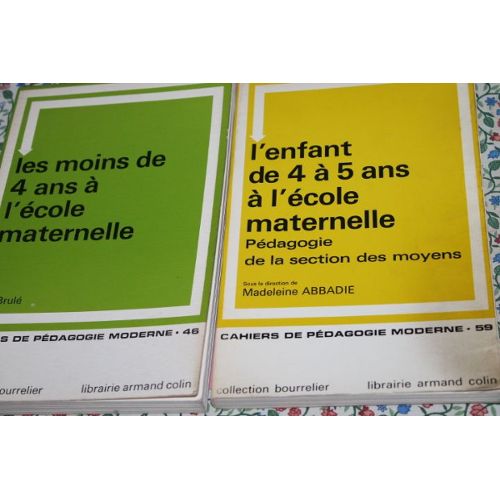 les moins de
4 ans à
l'école
maternelle
Brulé
S DE PÉDAGOGIE MODERNE • 46
bourrelier librairie armand colin
l'enfant
de 4 à 5 ans
à l'école
maternelle
Pédagogie
de la section des moyens
Sous la direction de
Madeleine ABBADIE
CAHIERS DE PÉDAGOGIE MODERNE • 59
collection bourrelier librairie armand colin